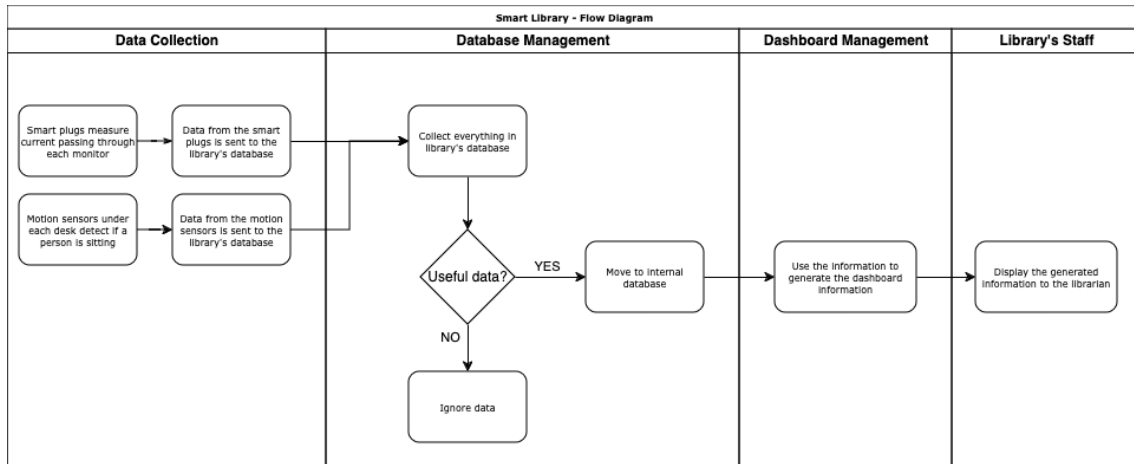 Smart Library - Flow Diagram
Data Collection
Database Management
Dashboard Management
Library's Staff
Smart plugs measure
current passing through
each monitor
Data from the smart
plugs is sent to the
library's database
Collect everything in
library's database
Motion sensors under
each desk detect if a
person is sitting
Data from the motion
sensors is sent to the
library's database
Useful data?
YES
Move to internal
database
Use the information to
generate the dashboard
information
Display the generated
information to the librarian
NO
Ignore data